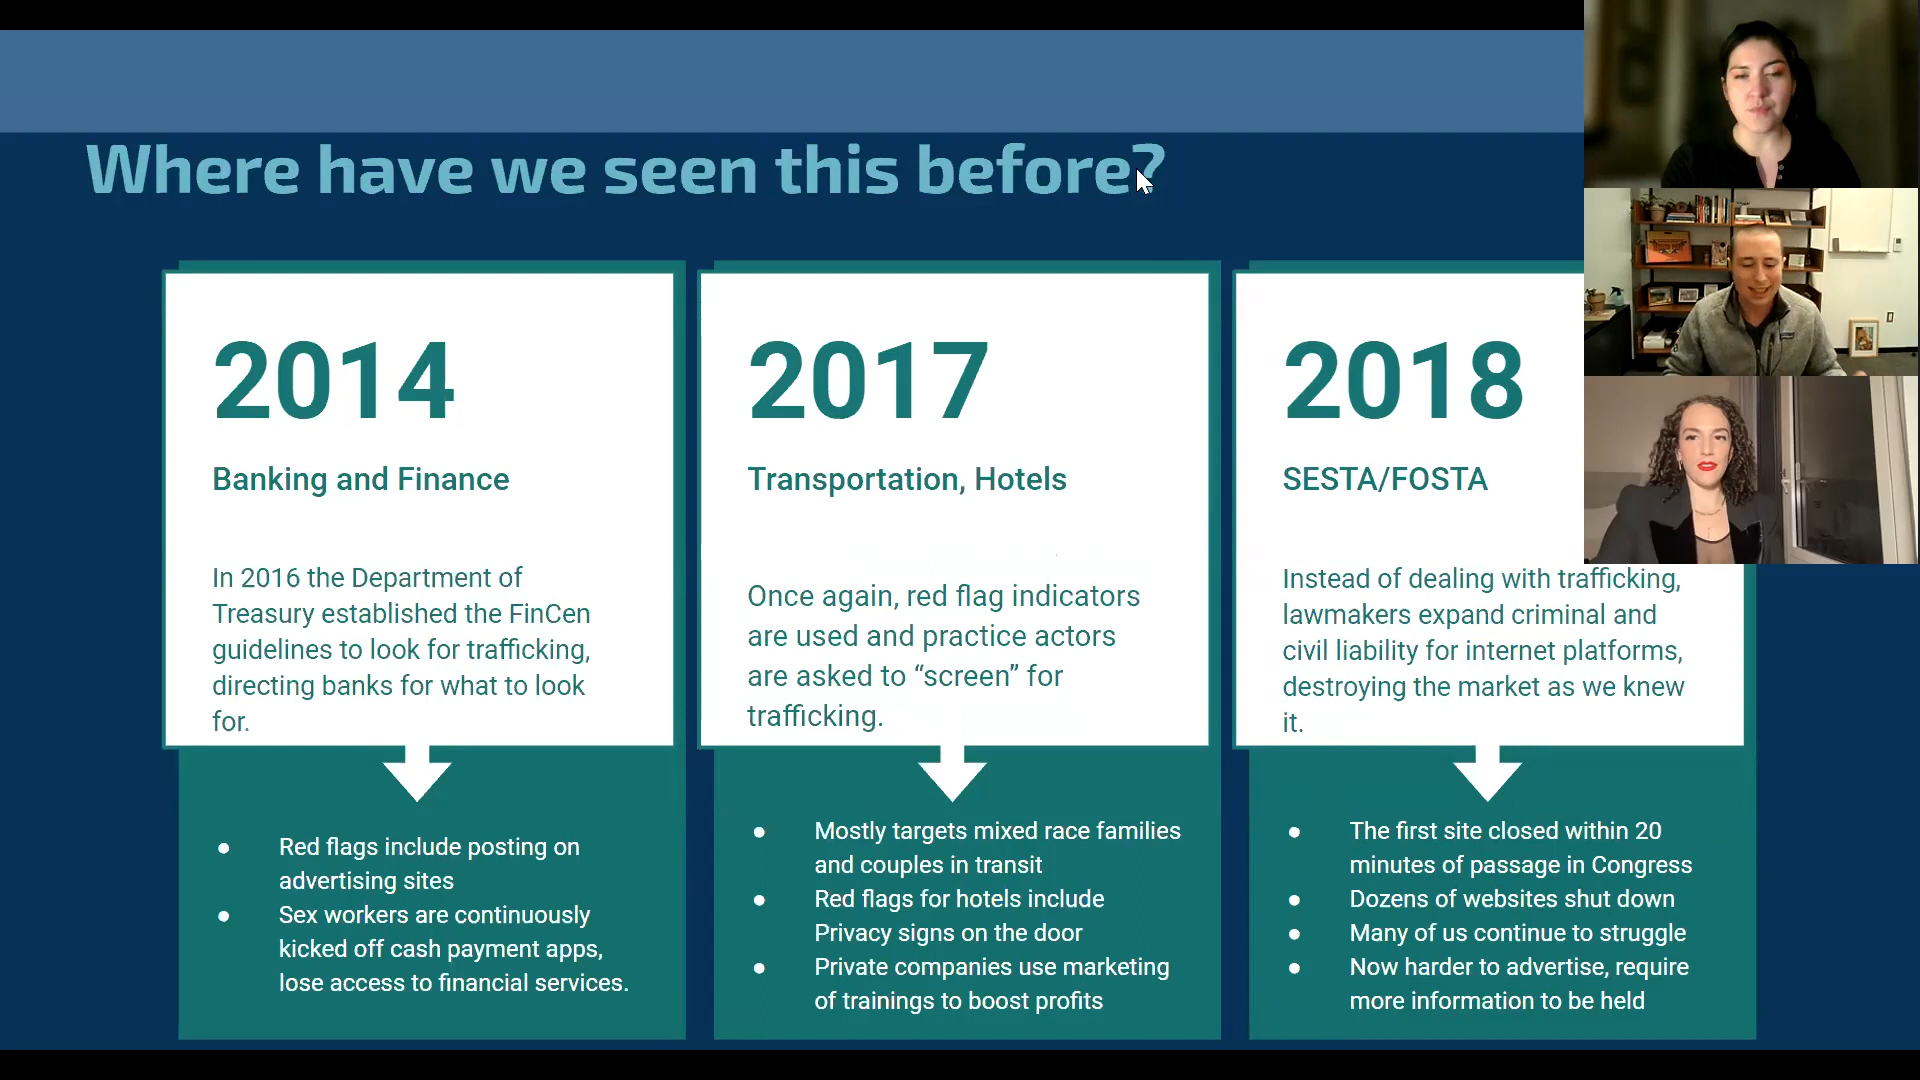 Where have we seen this before?
2014
Banking and Finance
In 2016 the Department of
Treasury established the FinCen
guidelines to look for trafficking,
directing banks for what to look
for.
● Red flags include posting on
advertising sites
● Sex workers are continuously
kicked off cash payment apps,
lose access to financial services.
2017
Transportation, Hotels
Once again, red flag indicators
are used and practice actors
are asked to “screen” for
trafficking.
● Mostly targets mixed race families
and couples in transit
● Red flags for hotels include
Privacy signs on the door
● Private companies use marketing
of trainings to boost profits
2018
SESTA/FOSTA
Instead of dealing with trafficking,
lawmakers expand criminal and
civil liability for internet platforms,
destroying the market as we knew
it.
● The first site closed within 20
minutes of passage in Congress
● Dozens of websites shut down
● Many of us continue to struggle
● Now harder to advertise, require
more information to be held